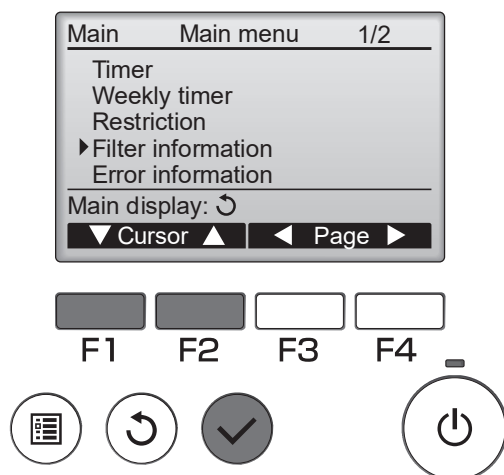 Main Main menu 1/2
Timer
Weekly timer
Restriction
Filter information
Error information
Main display:
Cursor Page
F1 F2 F3 F4